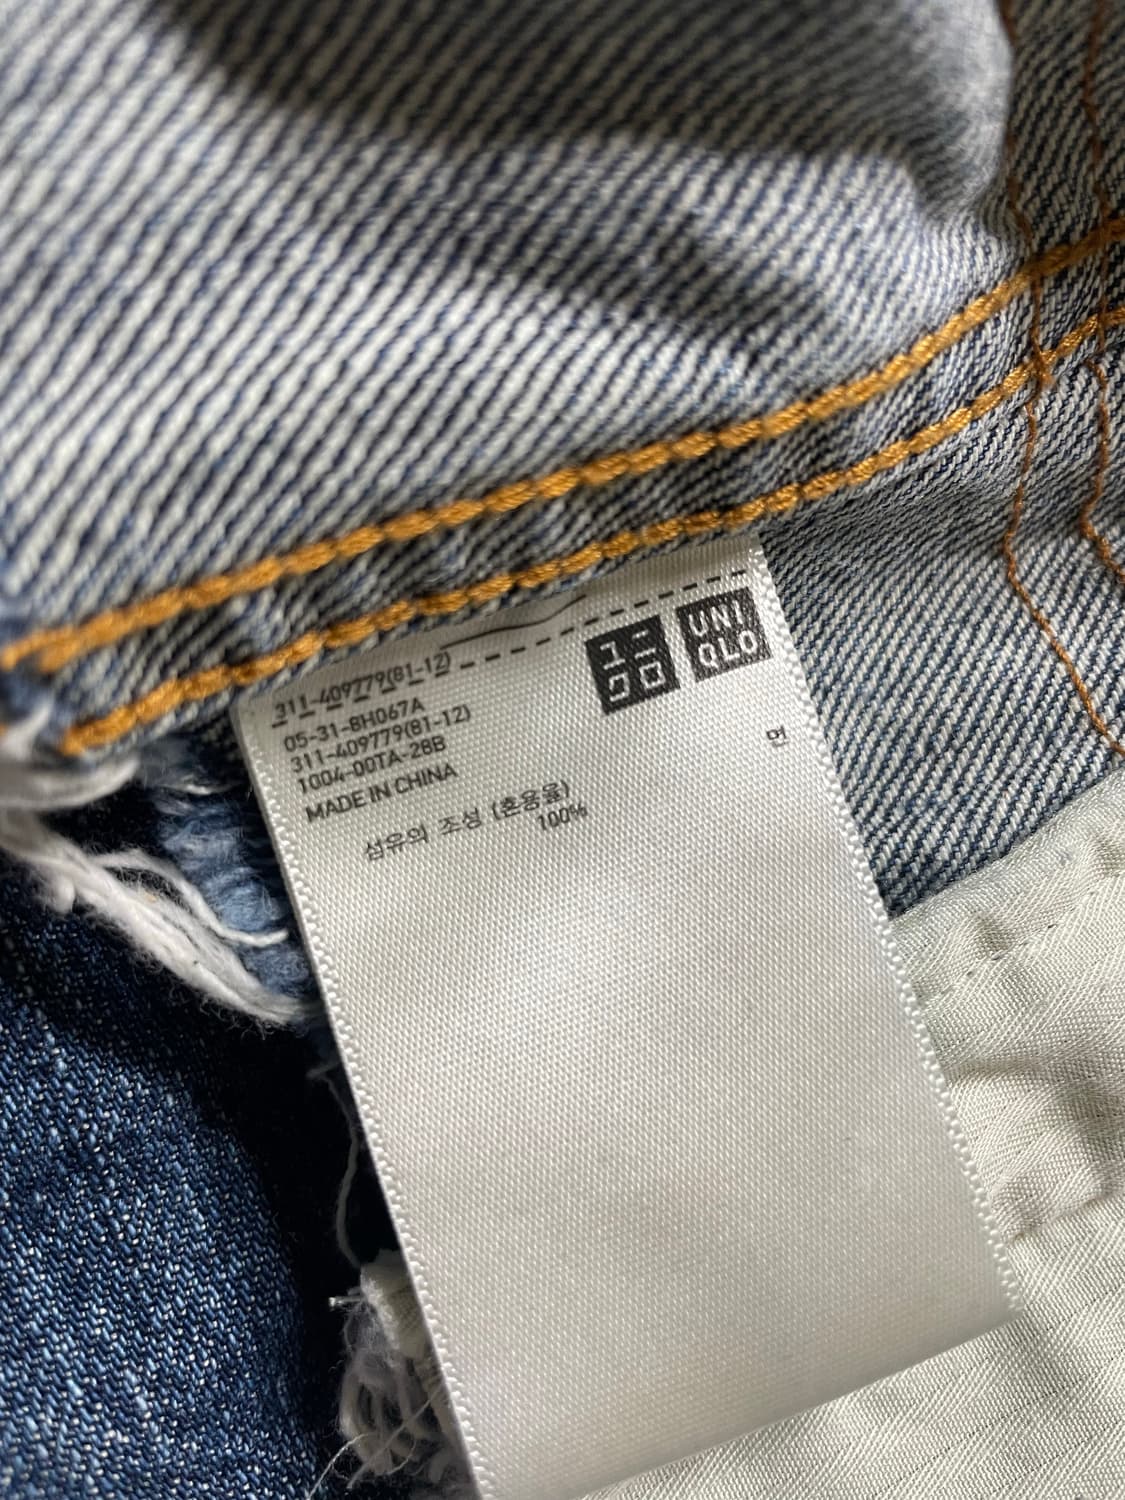 311-409779(81-12)
05-31-8H067A
311-409779(81-12)
1004-00TA-28B
MADE IN CHINA
섬유의 조성 (혼용율)
면 100%
ユニ
クロ
UNI
QLO